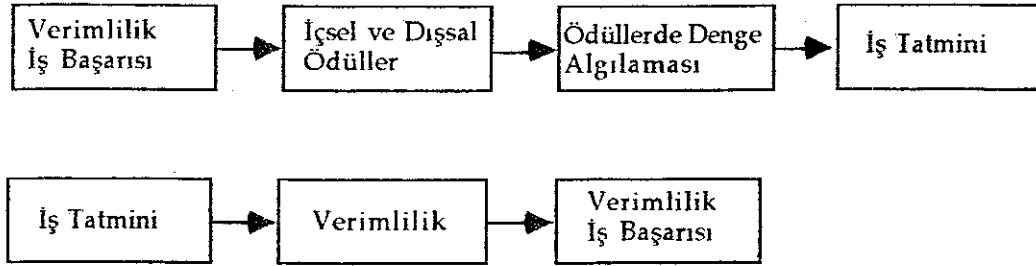 Verimlilik
İş Başarısı
İçsel ve Dışsal
Ödüller
Ödüllerde Denge
Algılaması
İş Tatmini
İş Tatmini
Verimlilik
Verimlilik
İş Başarısı